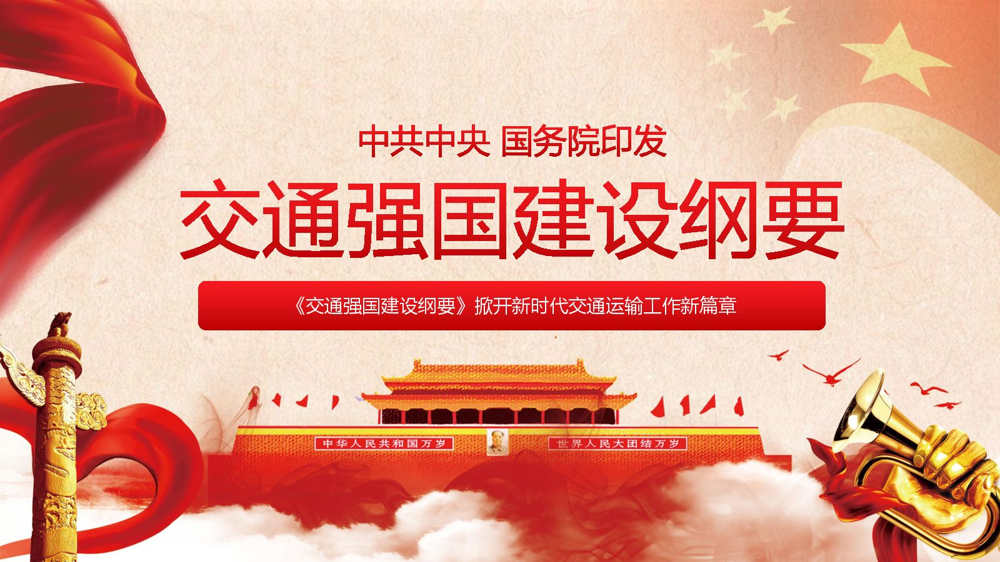 中共中央 国务院印发
交通强国建设纲要
《交通强国建设纲要》掀开新时代交通运输工作新篇章
中华人民共和国万岁
世界人民大团结万岁